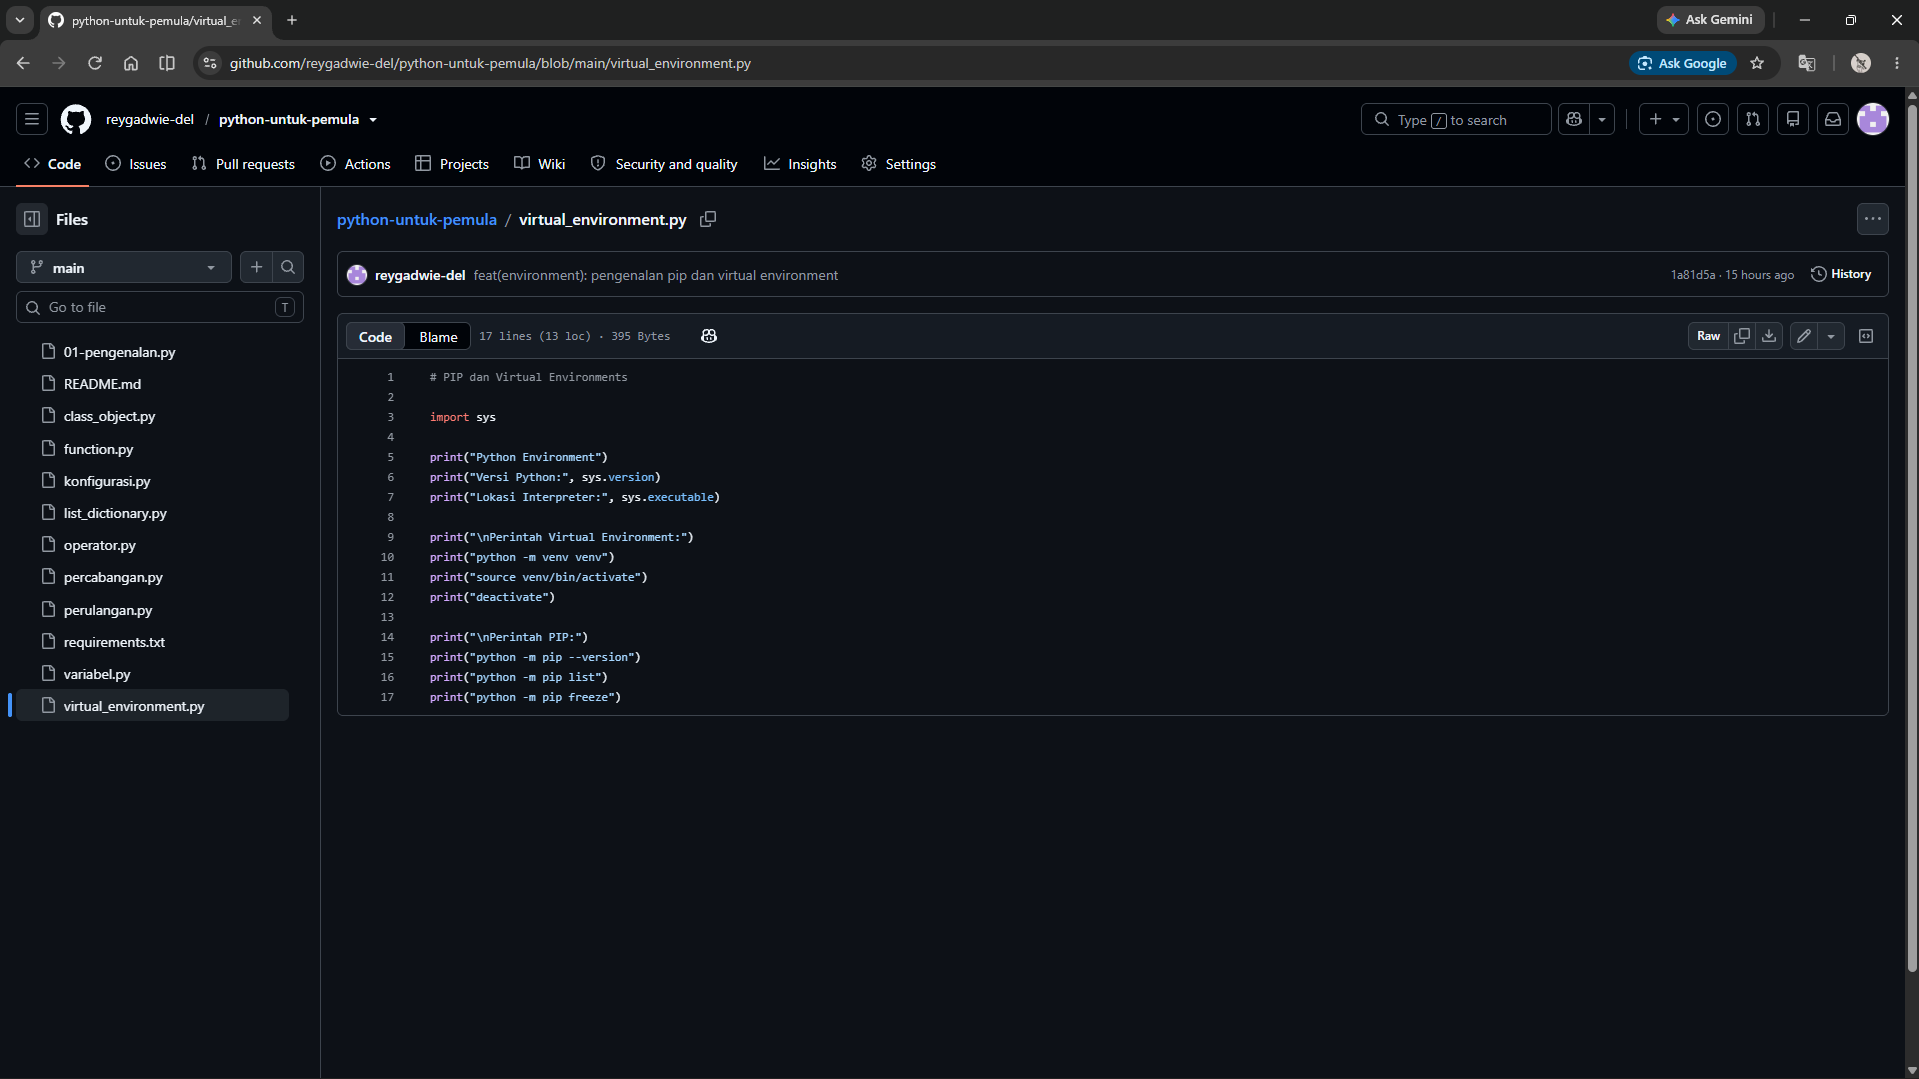 python-untuk-pemula/virtual_e
Ask Gemini
github.com/reygadwie-del/python-untuk-pemula/blob/main/virtual_environment.py
Ask Google
reygadwie-del / python-untuk-pemula
Type / to search
Code
Issues
Pull requests
Actions
Projects
Wiki
Security and quality
Insights
Settings
Files
main
Go to file
T
01-pengenalan.py
README.md
class_object.py
function.py
konfigurasi.py
list_dictionary.py
operator.py
percabangan.py
perulangan.py
requirements.txt
variabel.py
virtual_environment.py
python-untuk-pemula / virtual_environment.py
reygadwie-del feat(environment): pengenalan pip dan virtual environment
1a81d5a · 15 hours ago
History
Code
Blame
17 lines (13 loc) · 395 Bytes
Raw
1 # PIP dan Virtual Environments
2
3 import sys
4
5 print("Python Environment")
6 print("Versi Python:", sys.version)
7 print("Lokasi Interpreter:", sys.executable)
8
9 print("\nPerintah Virtual Environment:")
10 print("python -m venv venv")
11 print("source venv/bin/activate")
12 print("deactivate")
13
14 print("\nPerintah PIP:")
15 print("python -m pip --version")
16 print("python -m pip list")
17 print("python -m pip freeze")